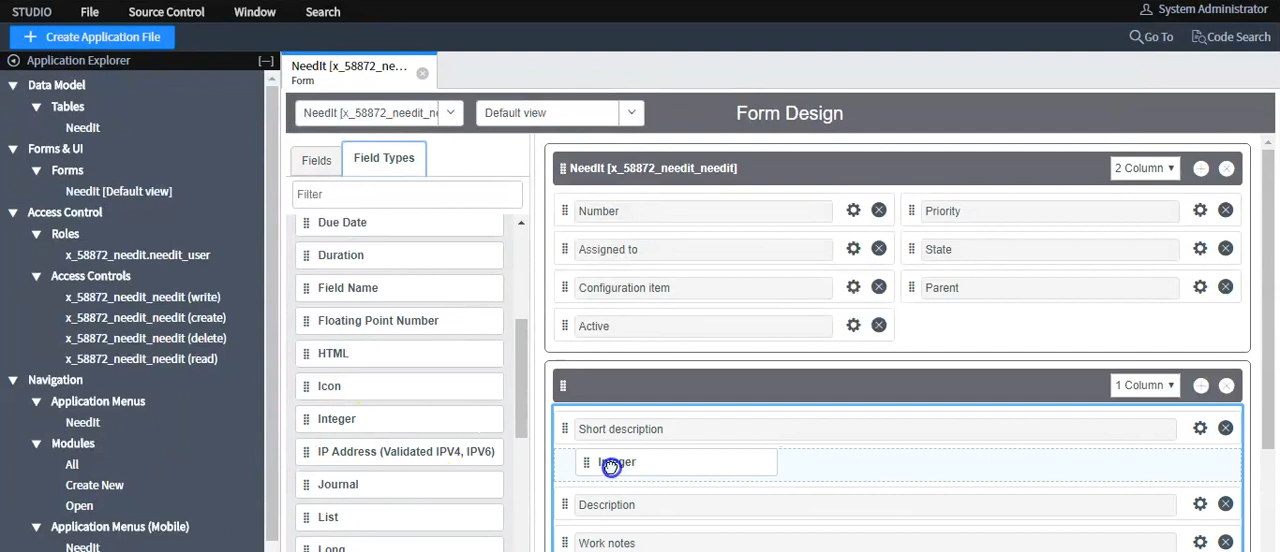 STUDIO File Source Control Window Search System Administrator
+ Create Application File Go To Code Search
Application Explorer [—]
Data Model
Tables
NeedIt
Forms & UI
Forms
NeedIt [Default view]
Access Control
Roles
x_58872_needit.needit_user
Access Controls
x_58872_needit_needit (write)
x_58872_needit_needit (create)
x_58872_needit_needit (delete)
x_58872_needit_needit (read)
Navigation
Application Menus
NeedIt
Modules
All
Create New
Open
Application Menus (Mobile)
NeedIt
NeedIt [x_58872_ne...
Form
NeedIt [x_58872_needit_n Default view Form Design
Fields Field Types
Filter
Due Date
Duration
Field Name
Floating Point Number
HTML
Icon
Integer
IP Address (Validated IPV4, IPV6)
Journal
List
Long
NeedIt [x_58872_needit_needit] 2 Column
Number Priority
Assigned to State
Configuration item Parent
Active
1 Column
Short description
Integer
Description
Work notes